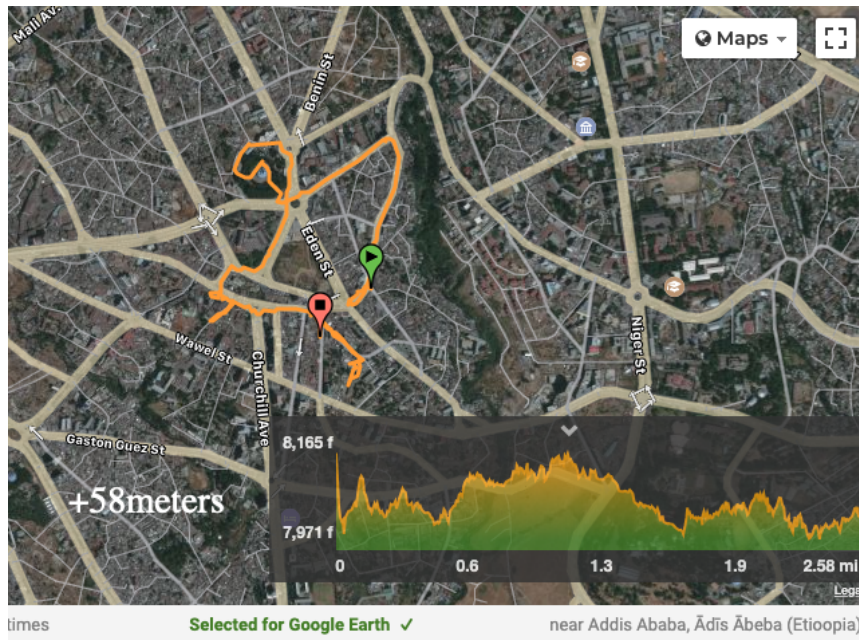 Mali Av.
Maps
Benin St
Eden St
Niger St
Wawel St
Churchill Ave
Gaston Guez St
8,165 f
+58meters
7,971 f
0 0.6 1.3 1.9 2.58 mi
Lega
times Selected for Google Earth ✓ near Addis Ababa, Ādīs Ābeba (Etioopia)